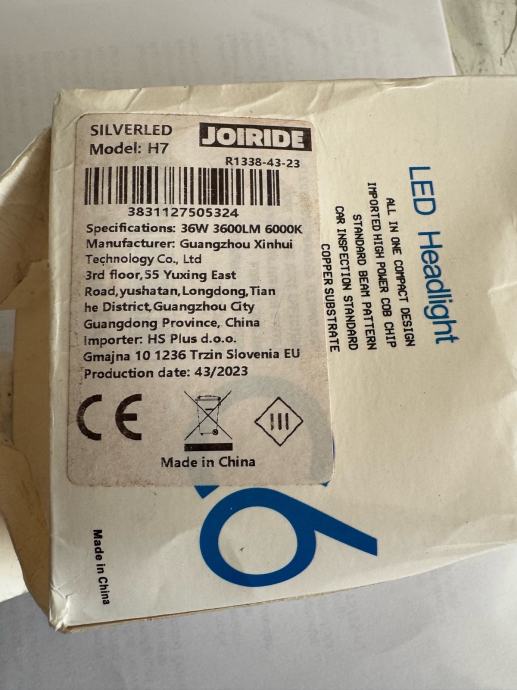 SILVERLED
Model: H7
JOIRIDE
R1338-43-23
3831127505324
Specifications: 36W 3600LM 6000K
Manufacturer: Guangzhou Xinhui
Technology Co., Ltd
3rd floor, 55 Yuxing East
Road,yushatan,Longdong,Tian
he District,Guangzhou City
Guangdong Province, China
Importer: HS Plus d.o.o.
Gmajna 10 1236 Trzin Slovenia EU
Production date: 43/2023
CE
Made in China
LED Headlight
ALL IN ONE COMPACT DESIGN
IMPORTED HIGH POWER COB CHIP
STANDARD BEAM PATTERN
CAR INSPECTION STANDARD
COPPER SUBSTRATE
Made in China